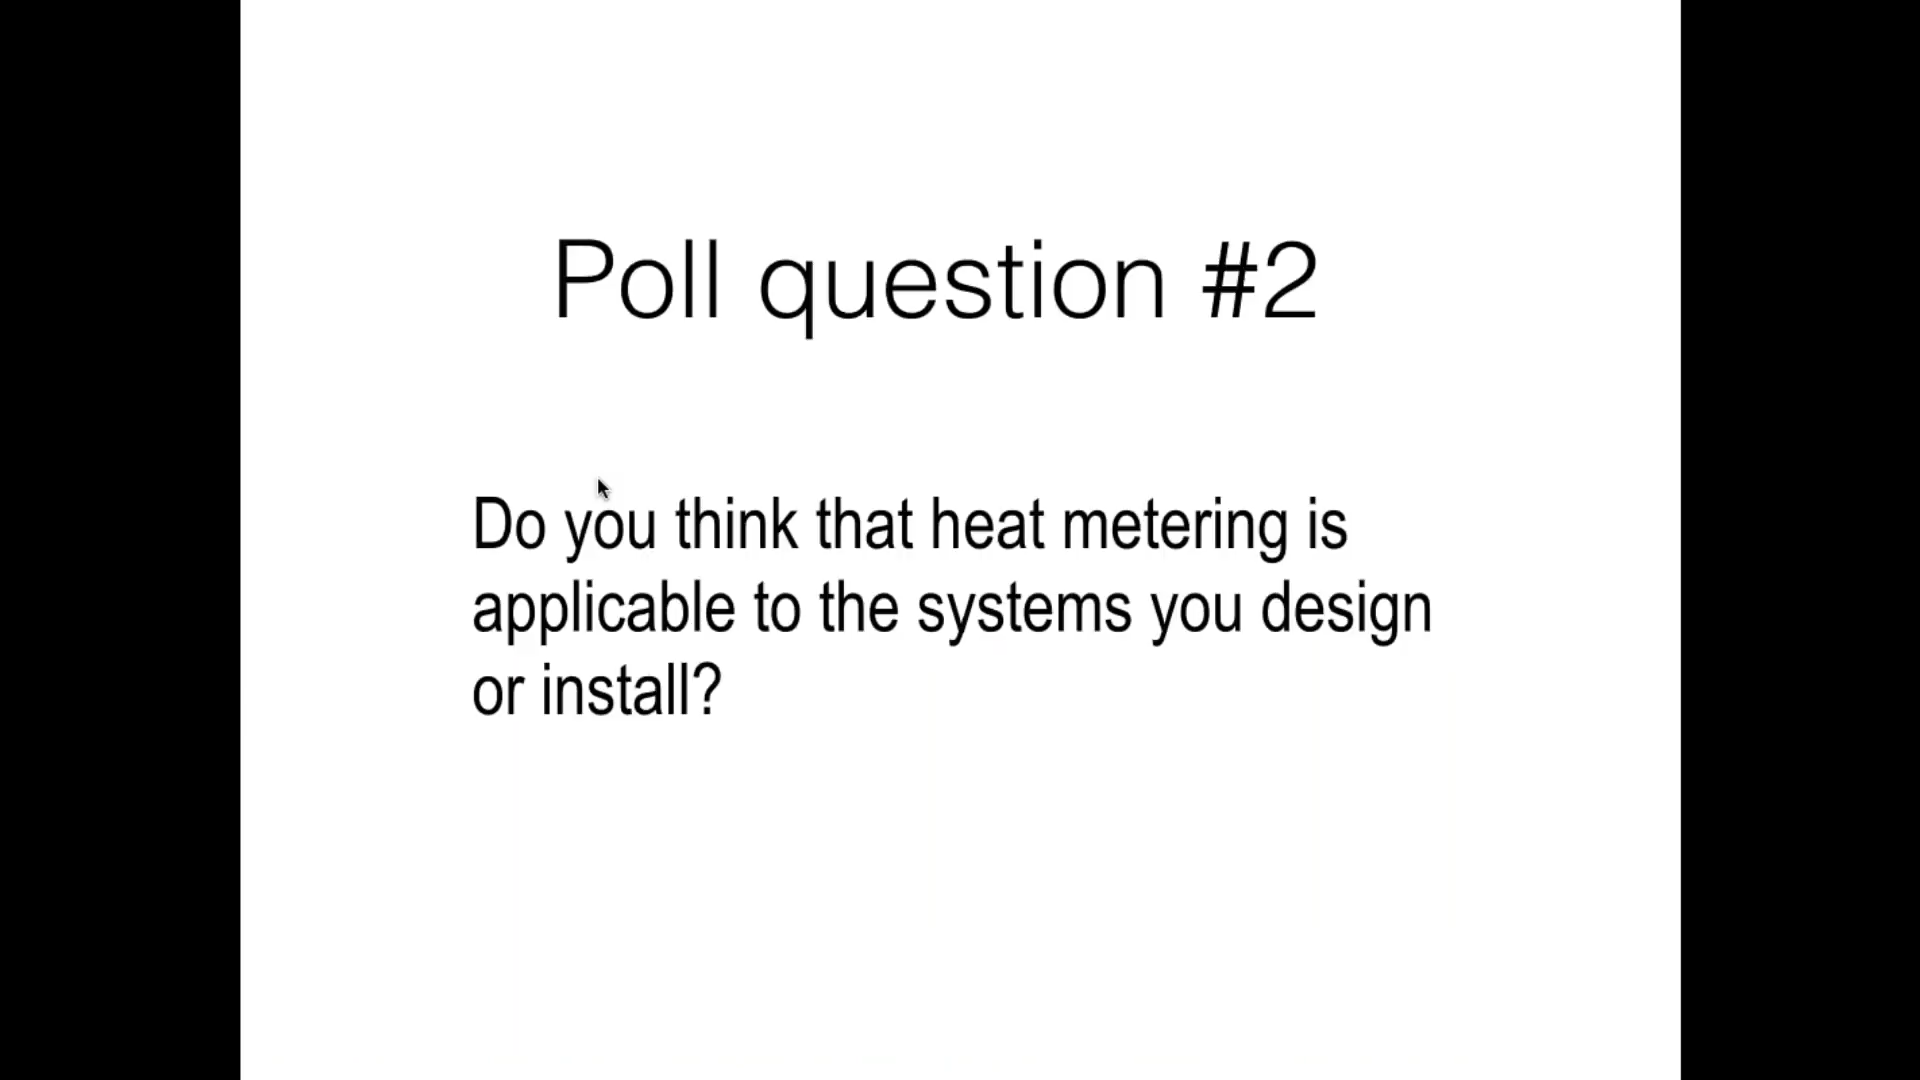 Poll question #2
Do you think that heat metering is
applicable to the systems you design
or install?